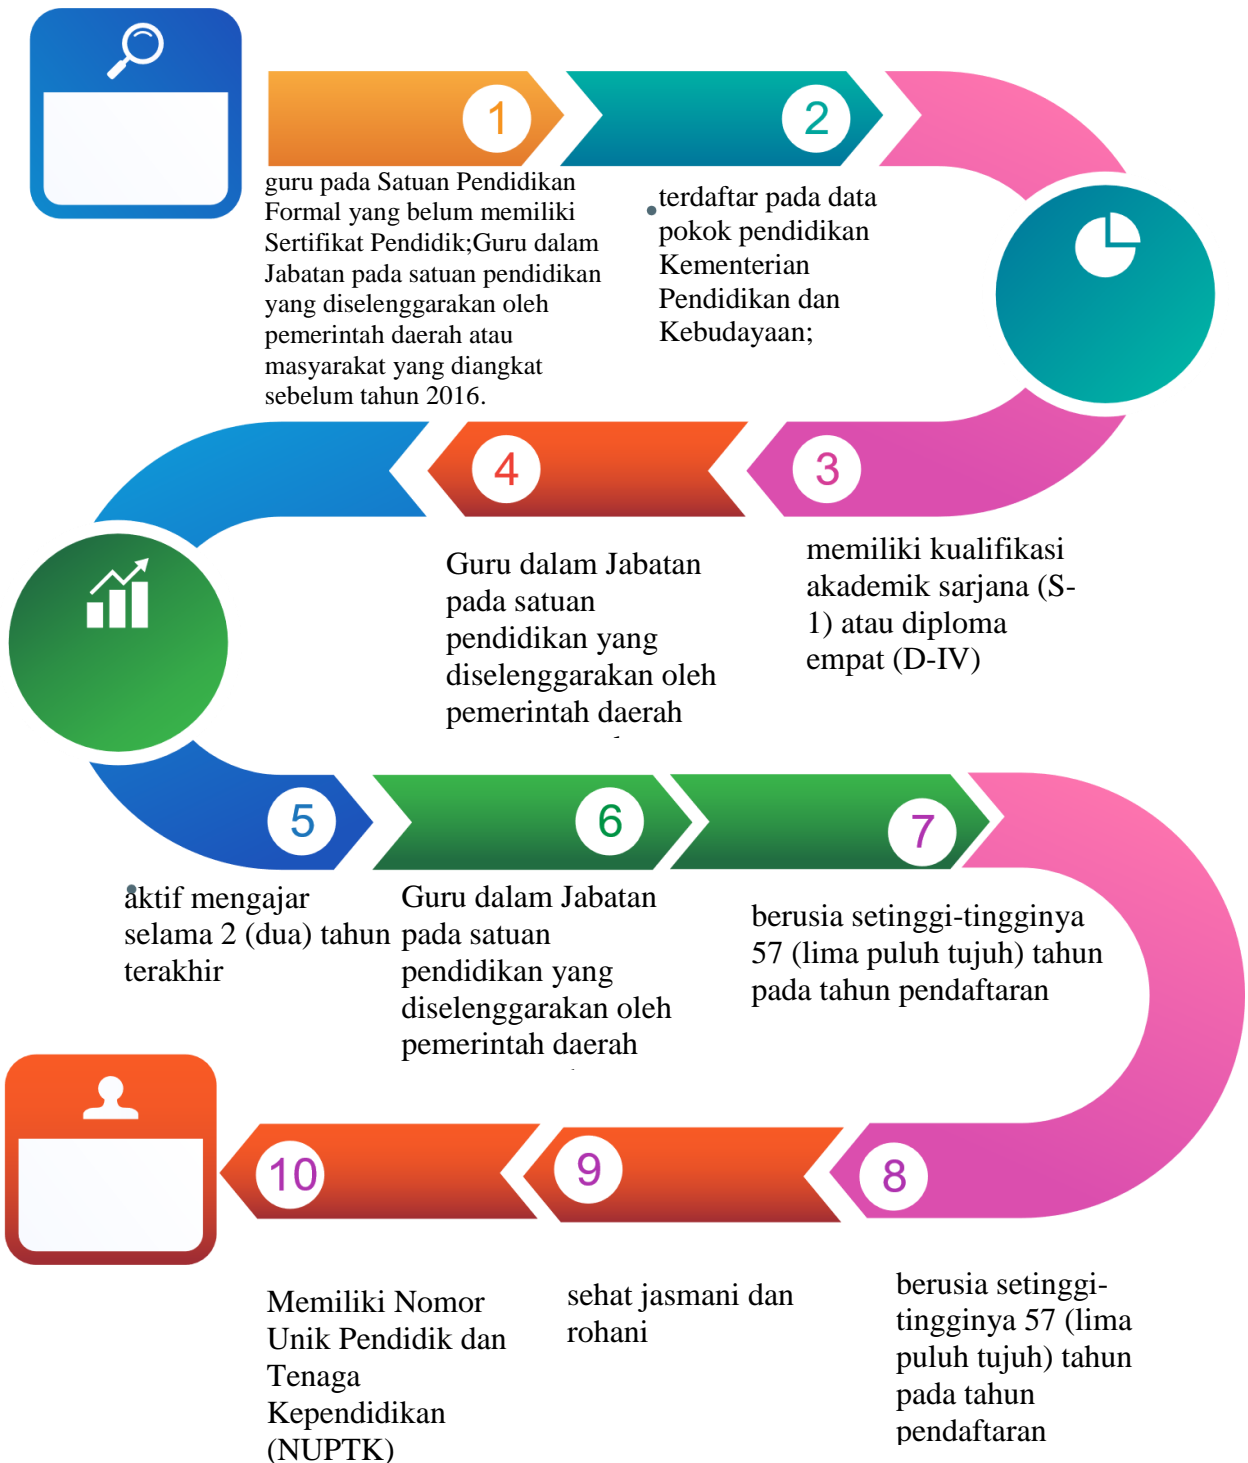 1
guru pada Satuan Pendidikan
Formal yang belum memiliki
Sertifikat Pendidik;Guru dalam
Jabatan pada satuan pendidikan
yang diselenggarakan oleh
pemerintah daerah atau
masyarakat yang diangkat
sebelum tahun 2016.
2
terdaftar pada data
pokok pendidikan
Kementerian
Pendidikan dan
Kebudayaan;
3
memiliki kualifikasi
akademik sarjana (S-
1) atau diploma
empat (D-IV)
4
Guru dalam Jabatan
pada satuan
pendidikan yang
diselenggarakan oleh
pemerintah daerah
5
aktif mengajar
selama 2 (dua) tahun
terakhir
6
Guru dalam Jabatan
pada satuan
pendidikan yang
diselenggarakan oleh
pemerintah daerah
7
berusia setinggi-tingginya
57 (lima puluh tujuh) tahun
pada tahun pendaftaran
8
berusia setinggi-
tingginya 57 (lima
puluh tujuh) tahun
pada tahun
pendaftaran
9
sehat jasmani dan
rohani
10
Memiliki Nomor
Unik Pendidik dan
Tenaga
Kependidikan
(NUPTK)